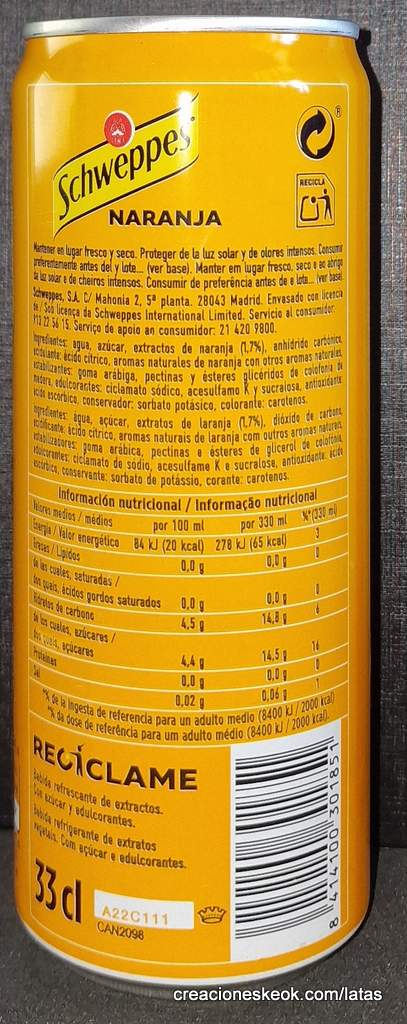 Schweppes®
®
RECICLÁ
NARANJA
Mantener en lugar fresco y seco. Proteger de la luz solar y de olores intensos. Consumir
preferentemente antes del y lote... (ver base). Manter em lugar fresco, seco e ao abrigo
da luz solar e de cheiros intensos. Consumir de preferência antes de e lote... (ver base)
Schweppes, S.A. C/ Mahonia 2, 5ª planta. 28043 Madrid. Envasado con licencia
de / Sob licença da Schweppes International Limited. Servicio al consumidor:
913 22 56 15. Serviço de apoio an consumidor: 21 420 9800.
Ingredientes: agua, azúcar, extractos de naranja (1,7%), anhídrido carbónico,
acidulante: ácido cítrico, aromas naturales de naranja con otros aromas naturales,
estabilizantes: goma arábiga, pectinas y ésteres glicéridos de colofonia de
madera, edulcorantes: ciclamato sódico, acesulfamo K y sucralosa, antioxidante:
ácido ascórbico, conservador: sorbato potásico, colorante: carotenos.
Ingredientes: água, açúcar, extratos de laranja (1,7%), dióxido de carbono,
acidificante: ácido cítrico, aromas naturais de laranja com outros aromas naturais,
estabilizadores: goma arábica, pectinas e ésteres de glicerol de colofónia,
edulcorantes: ciclamato de sódio, acesulfame K e sucralose, antioxidante: ácido
ascórbico, conservante: sorbato de potássio, corante: carotenos.
Información nutricional / Informação nutricional
Valores medios / médios por 100 ml por 330 ml %*(330 ml)
Energía / Valor energético 84 kJ (20 kcal) 278 kJ (65 kcal) 3
Grasas / Lípidos 0,0 g 0,0 g 0
de las cuales, saturadas /
dos quais, ácidos gordos saturados 0,0 g 0,0 g 0
Hidratos de carbono 4,5 g 14,8 g 6
de los cuales, azúcares /
dos quais, açúcares 4,4 g 14,5 g 16
Proteínas 0,0 g 0,0 g 0
Sal 0,02 g 0,06 g 1
*% de la ingesta de referencia para un adulto medio (8400 kJ / 2000 kcal)
*% da dose de referência para um adulto médio (8400 kJ / 2000 kcal).
RECÍCLAME
Bebida refrescante de extractos.
Con azúcar y edulcorantes.
Bebida refrigerante de extratos
vegetais. Com açúcar e edulcorantes.
33 cl
A22C111
CAN2098
8 414100 301851
creacioneskeok.com/latas